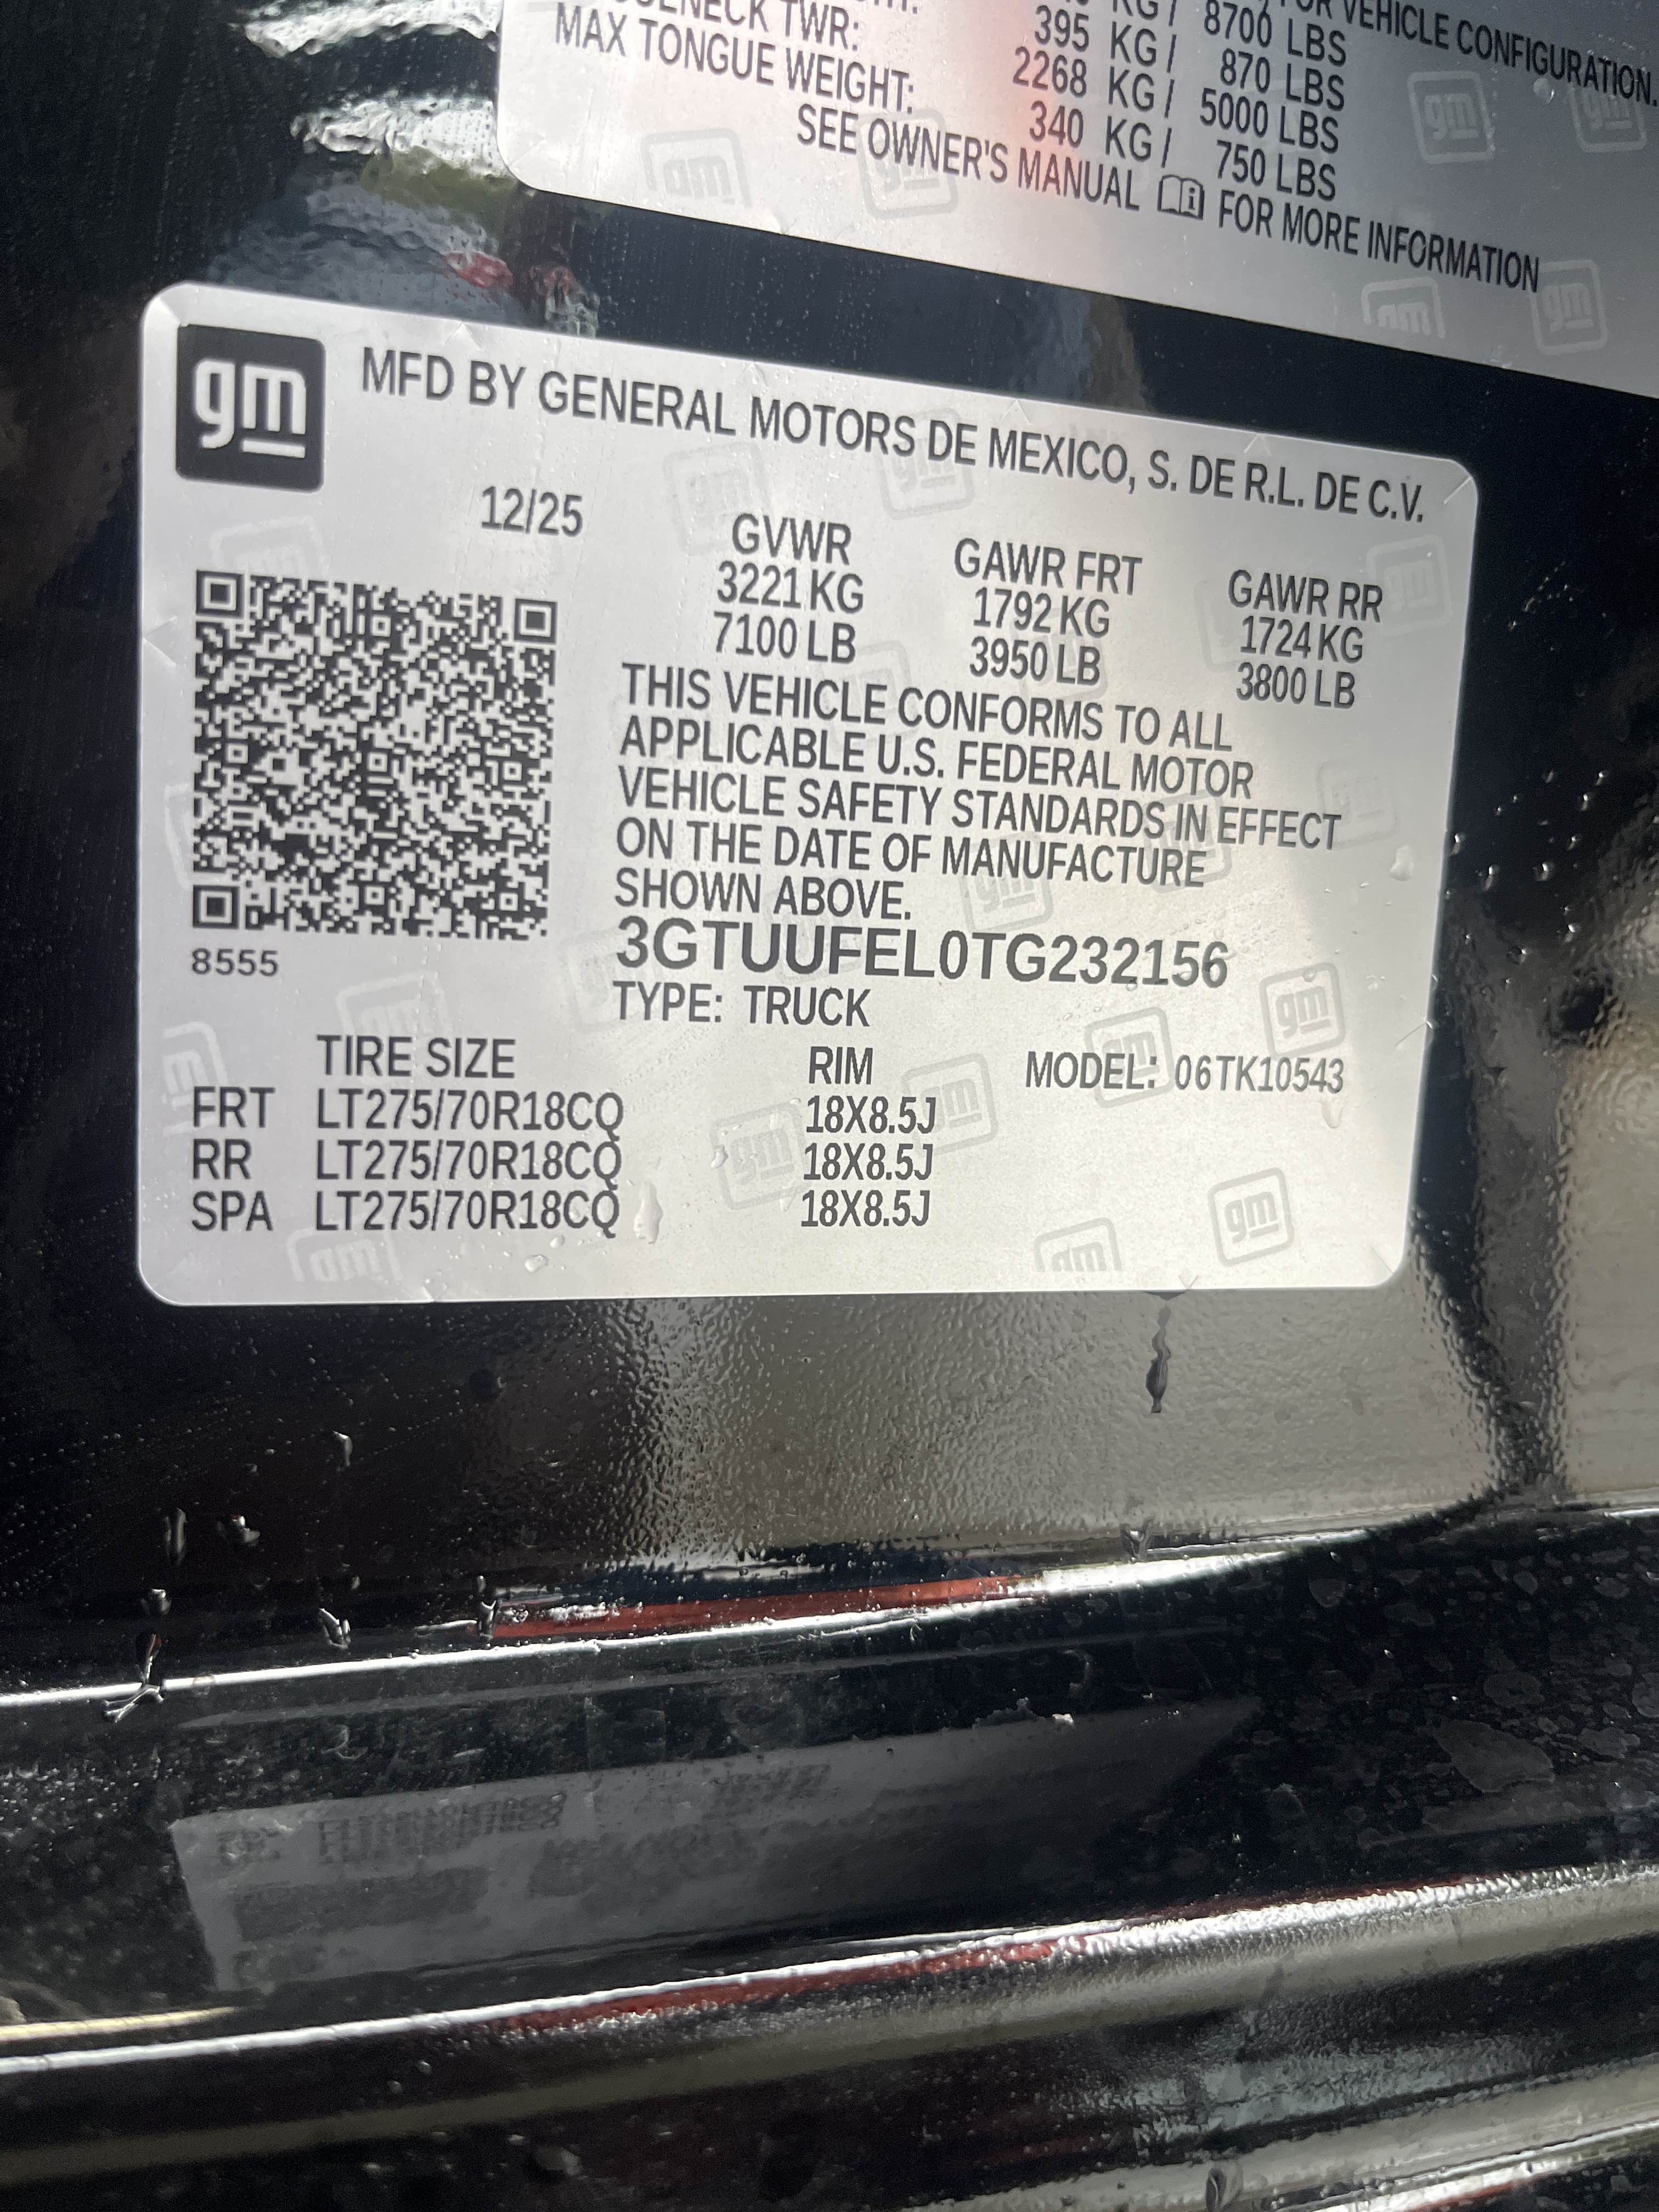 FOR VEHICLE CONFIGURATION.
KG / 8700 LBS
TWR: 395 KG / 870 LBS
2268 KG / 5000 LBS
MAX TONGUE WEIGHT: 340 KG / 750 LBS
SEE OWNER'S MANUAL FOR MORE INFORMATION
gm
MFD BY GENERAL MOTORS DE MEXICO, S. DE R.L. DE C.V.
12/25
GVWR GAWR FRT GAWR RR
3221 KG 1792 KG 1724 KG
7100 LB 3950 LB 3800 LB
THIS VEHICLE CONFORMS TO ALL
APPLICABLE U.S. FEDERAL MOTOR
VEHICLE SAFETY STANDARDS IN EFFECT
ON THE DATE OF MANUFACTURE
SHOWN ABOVE.
8555
3GTUUFEL0TG232156
TYPE: TRUCK
TIRE SIZE RIM MODEL: 06TK10543
FRT LT275/70R18CQ 18X8.5J
RR LT275/70R18CQ 18X8.5J
SPA LT275/70R18CQ 18X8.5J